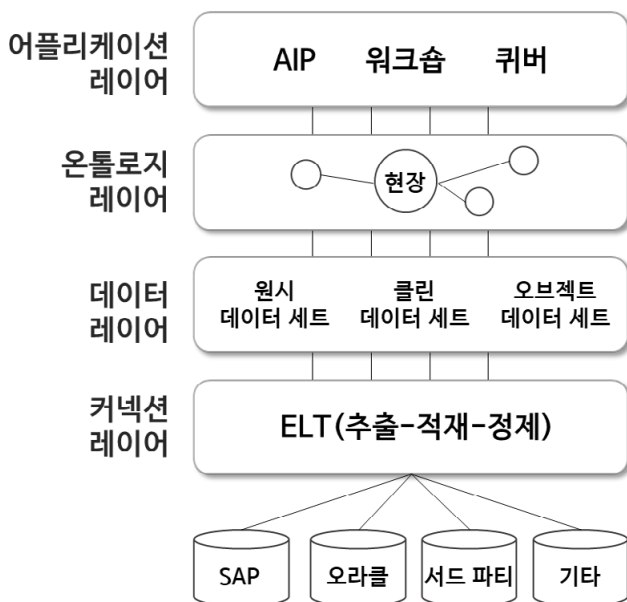 어플리케이션
레이어
AIP 워크숍 퀴버
온톨로지
레이어
현장
데이터
레이어
원시
데이터 세트
클린
데이터 세트
오브젝트
데이터 세트
커넥션
레이어
ELT(추출-적재-정제)
SAP 오라클 서드 파티 기타